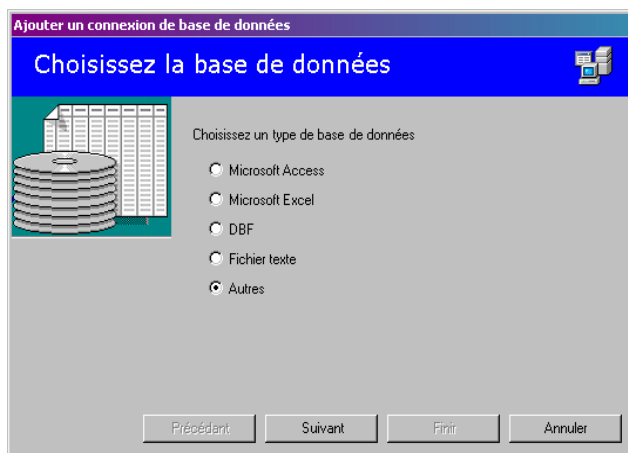 Ajouter un connexion de base de données
Choisissez la base de données
Choisissez un type de base de données
Microsoft Access
Microsoft Excel
DBF
Fichier texte
Autres
Précédant Suivant Finir Annuler